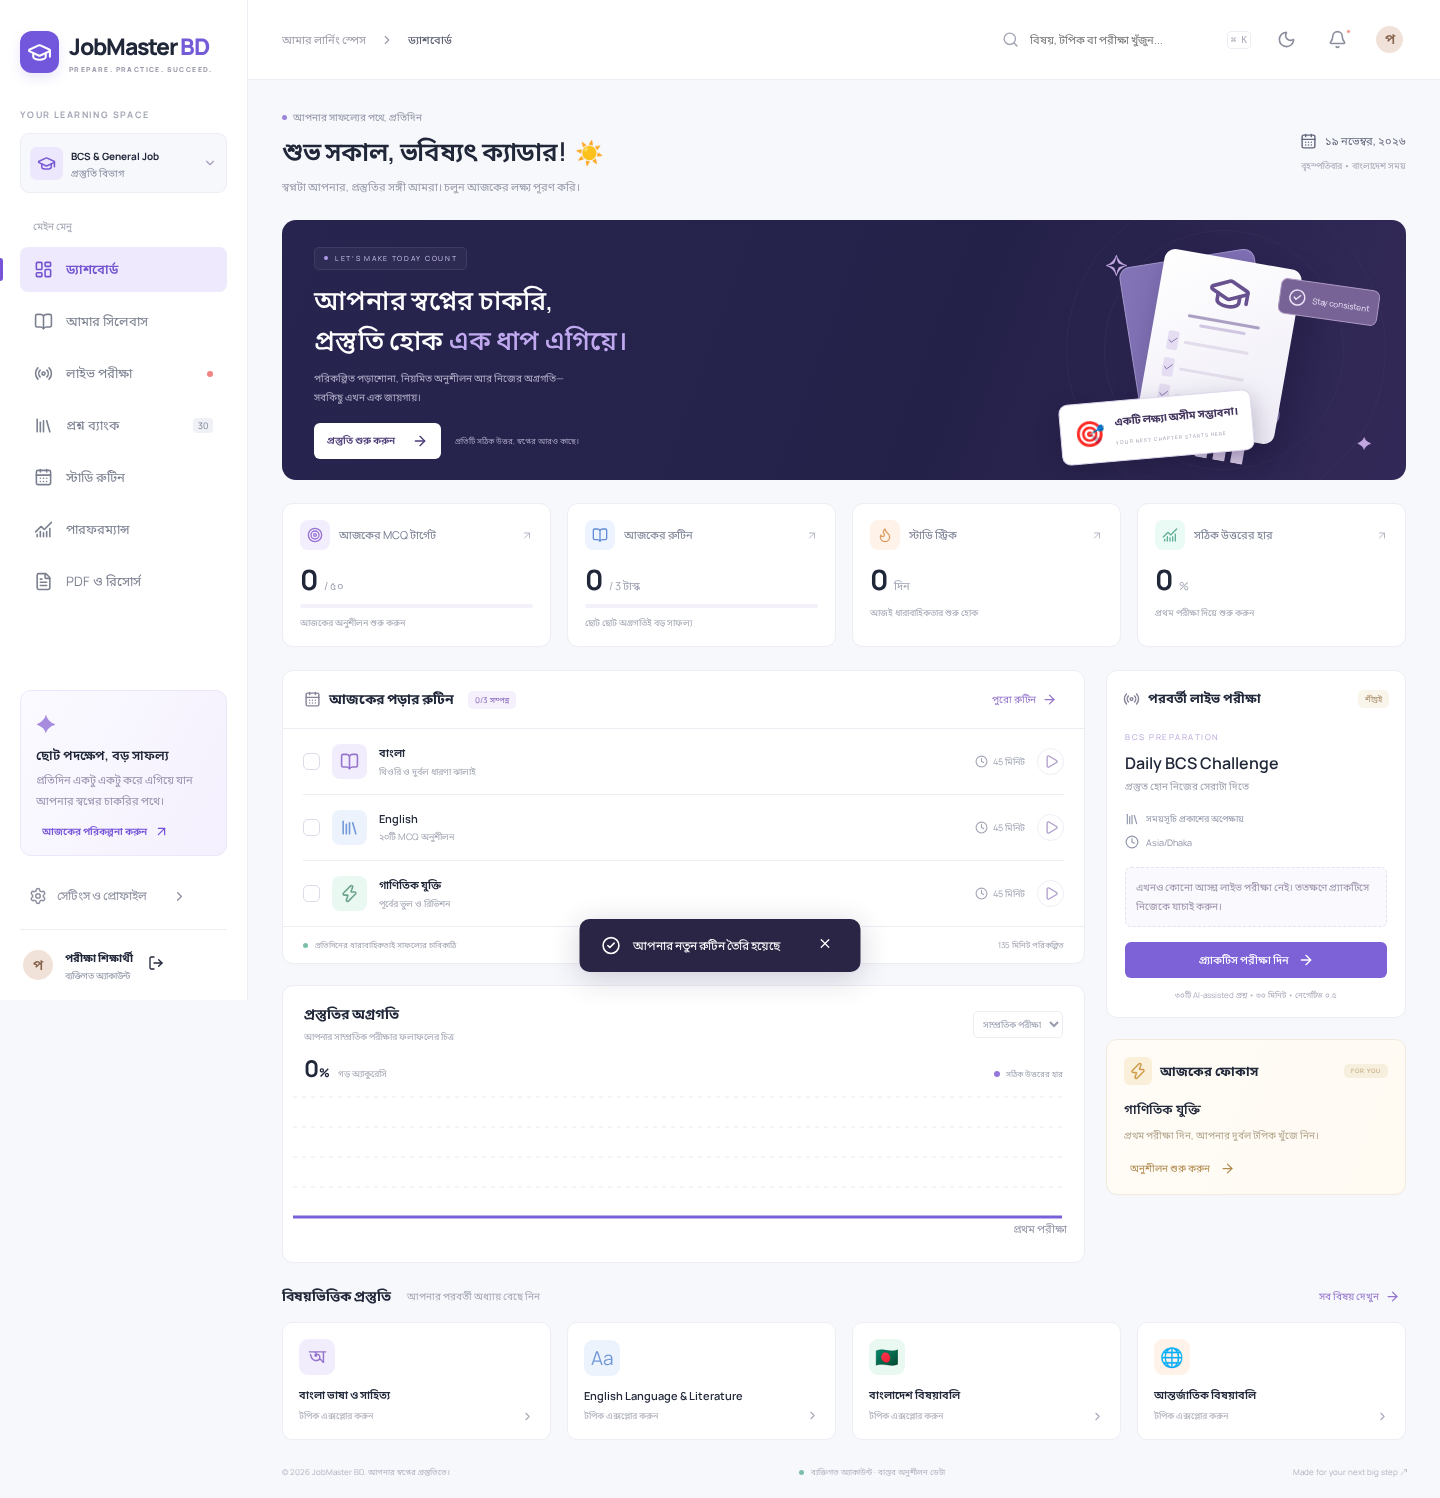 JobMaster BD
PREPARE. PRACTICE. SUCCEED.
YOUR LEARNING SPACE
BCS & General Job
প্রস্তুতি বিভাগ
মেইন মেনু
ড্যাশবোর্ড
আমার সিলেবাস
লাইভ পরীক্ষা
প্রশ্ন ব্যাংক
30
স্টাডি রুটিন
পারফরম্যান্স
PDF ও রিসোর্স
ছোট পদক্ষেপ, বড় সাফল্য
প্রতিদিন একটু একটু করে এগিয়ে যান
আপনার স্বপ্নের চাকরির পথে।
আজকের পরিকল্পনা করুন
সেটিংস ও প্রোফাইল
প
পরীক্ষা শিক্ষার্থী
ব্যক্তিগত অ্যাকাউন্ট
আমার লার্নিং স্পেস
ড্যাশবোর্ড
বিষয়, টপিক বা পরীক্ষা খুঁজুন...
⌘ K
প
আপনার সাফল্যের পথে, প্রতিদিন
শুভ সকাল, ভবিষ্যৎ ক্যাডার! ☀️
স্বপ্নটা আপনার, প্রস্তুতির সঙ্গী আমরা। চলুন আজকের লক্ষ্য পূরণ করি।
১৯ নভেম্বর, ২০২৬
বৃহস্পতিবার • বাংলাদেশ সময়
LET'S MAKE TODAY COUNT
আপনার স্বপ্নের চাকরি,
প্রস্তুতি হোক এক ধাপ এগিয়ে।
পরিকল্পিত পড়াশোনা, নিয়মিত অনুশীলন আর নিজের অগ্রগতি—
সবকিছু এখন এক জায়গায়।
প্রস্তুতি শুরু করুন
প্রতিটি সঠিক উত্তর, স্বপ্নের আরও কাছে।
Stay consistent
একটি লক্ষ্য। অসীম সম্ভাবনা।
YOUR NEXT CHAPTER STARTS HERE
আজকের MCQ টার্গেট
0 / ৫০
আজকের অনুশীলন শুরু করুন
আজকের রুটিন
0 / 3 টাস্ক
ছোট ছোট অগ্রগতিই বড় সাফল্য
স্টাডি স্ট্রিক
0 দিন
আজই ধারাবাহিকতার শুরু হোক
সঠিক উত্তরের হার
0 %
প্রথম পরীক্ষা দিয়ে শুরু করুন
আজকের পড়ার রুটিন
0/3 সম্পন্ন
পুরো রুটিন
বাংলা
থিওরি ও দুর্বল ধারণা ঝালাই
45 মিনিট
English
২০টি MCQ অনুশীলন
45 মিনিট
গাণিতিক যুক্তি
পূর্বের ভুল ও রিভিশন
45 মিনিট
প্রতিদিনের ধারাবাহিকতাই সাফল্যের চাবিকাঠি
135 মিনিট পরিকল্পিত
আপনার নতুন রুটিন তৈরি হয়েছে
পরবর্তী লাইভ পরীক্ষা
শীঘ্রই
BCS PREPARATION
Daily BCS Challenge
প্রস্তুত হোন নিজের সেরাটা দিতে
সময়সূচি প্রকাশের অপেক্ষায়
Asia/Dhaka
এখনও কোনো আসন্ন লাইভ পরীক্ষা নেই। ততক্ষণে প্র্যাকটিসে
নিজেকে যাচাই করুন।
প্র্যাকটিস পরীক্ষা দিন
৩০টি AI-assisted প্রশ্ন • ৩০ মিনিট • নেগেটিভ ০.৫
প্রস্তুতির অগ্রগতি
আপনার সাম্প্রতিক পরীক্ষার ফলাফলের চিত্র
সাম্প্রতিক পরীক্ষা
0% গড় অ্যাকুরেসি
সঠিক উত্তরের হার
প্রথম পরীক্ষা
আজকের ফোকাস
FOR YOU
গাণিতিক যুক্তি
প্রথম পরীক্ষা দিন, আপনার দুর্বল টপিক খুঁজে নিন।
অনুশীলন শুরু করুন
বিষয়ভিত্তিক প্রস্তুতি
আপনার পরবর্তী অধ্যায় বেছে নিন
সব বিষয় দেখুন
অ
বাংলা ভাষা ও সাহিত্য
টপিক এক্সপ্লোর করুন
Aa
English Language & Literature
টপিক এক্সপ্লোর করুন
বাংলাদেশ বিষয়াবলি
টপিক এক্সপ্লোর করুন
আন্তর্জাতিক বিষয়াবলি
টপিক এক্সপ্লোর করুন
© 2026 JobMaster BD. আপনার স্বপ্নের প্রস্তুতিতে।
ব্যক্তিগত অ্যাকাউন্ট · বাস্তব অনুশীলন ডেটা
Made for your next big step ↗